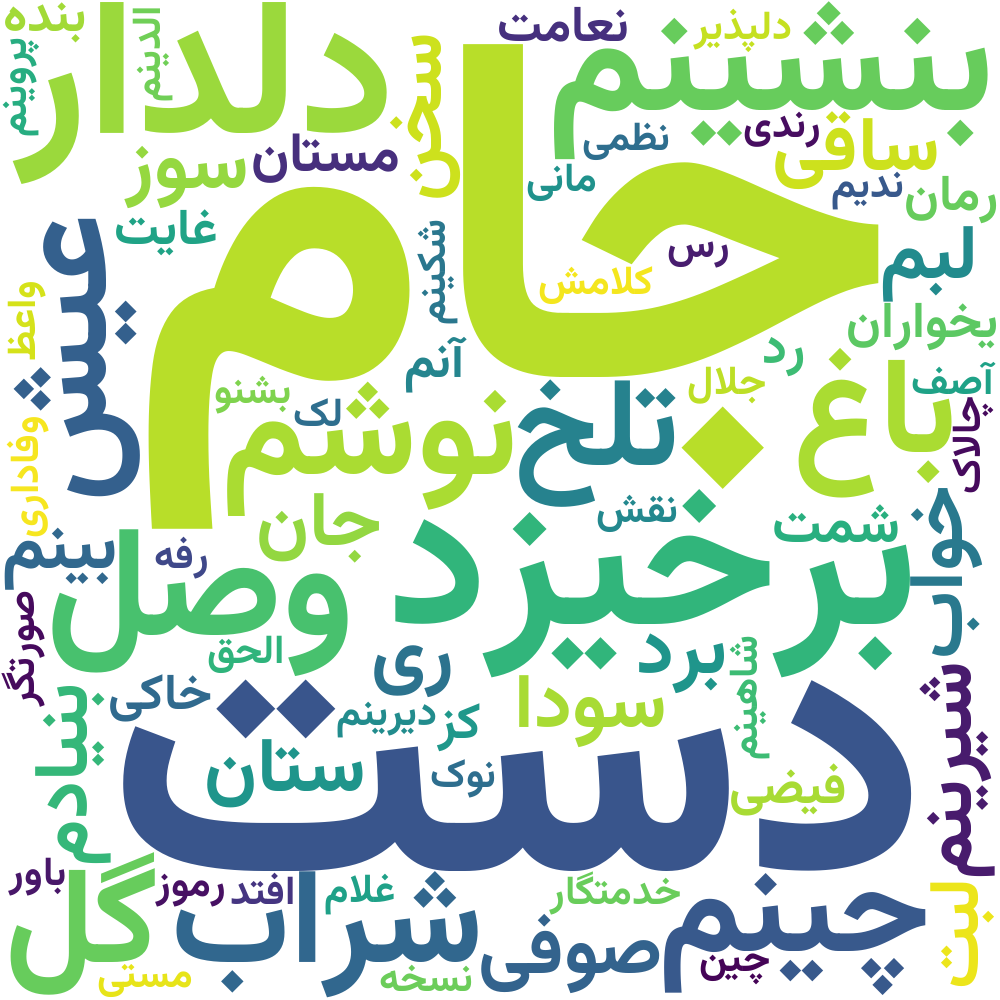 بنده
الدینم
پروینم
دلدار
سخن
نعامت
دلپذیر
بنشینم
مستان
سوز
نظمی
رندی
ساقی
مانی
ندیم
رمان
غایت
جام
رس
لبم
کلامش
شکینم
یخواران
عیش
واعظ
آنم
رد
باغ
جلال
آصف
بشنو
لک
نوشم
تلخ
چالاک
وفاداری
جان
نقش
شمت
خواب
بینم
رفه
وصل
برخیزد
صورتگر
الحق
ری
برد
شاهینم
شیرینم
خاکی
دیرینم
کز
سودا
بنیادم
دست
ستان
نوک
فیضی
باور
گل
رموز
افتد
غلام
خدمتگار
لبت
شراب
صوفی
چینم
چین
مستی
نسخه